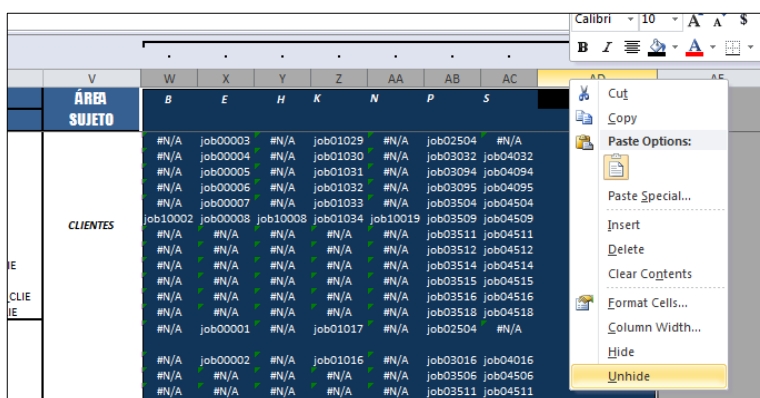 Calibri 10 A A $
B I A
V W X Y Z AA AB AC AD AE
ÁREA B E H K N P S
SUJETO
#N/A job00003 #N/A job01029 #N/A job02504 #N/A
#N/A job00004 #N/A job01030 #N/A job03032 job04032
#N/A job00005 #N/A job01031 #N/A job03094 job04094
#N/A job00006 #N/A job01032 #N/A job03095 job04095
#N/A job00007 #N/A job01033 #N/A job03504 job04504
CLIENTES job10002 job00008 job10008 job01034 job10019 job03509 job04509
#N/A #N/A #N/A #N/A #N/A job03511 job04511
#N/A #N/A #N/A #N/A #N/A job03512 job04512
IE #N/A #N/A #N/A #N/A #N/A job03514 job04514
#N/A #N/A #N/A #N/A #N/A job03515 job04515
_CLIE #N/A #N/A #N/A #N/A #N/A job03516 job04516
IE #N/A #N/A #N/A #N/A #N/A job03518 job04518
#N/A job00001 #N/A job01017 #N/A job02504 #N/A
#N/A job00002 #N/A job01016 #N/A job03016 job04016
#N/A #N/A #N/A #N/A #N/A job03506 job04506
#N/A #N/A #N/A #N/A #N/A job03511 job04511
Cut
Copy
Paste Options:
Paste Special...
Insert
Delete
Clear Contents
Format Cells...
Column Width...
Hide
Unhide